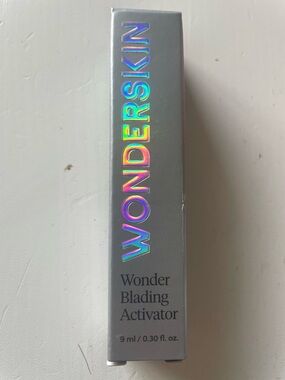 WONDERSKIN
Wonder
Blading
Activator
9 ml / 0.30 fl. oz.